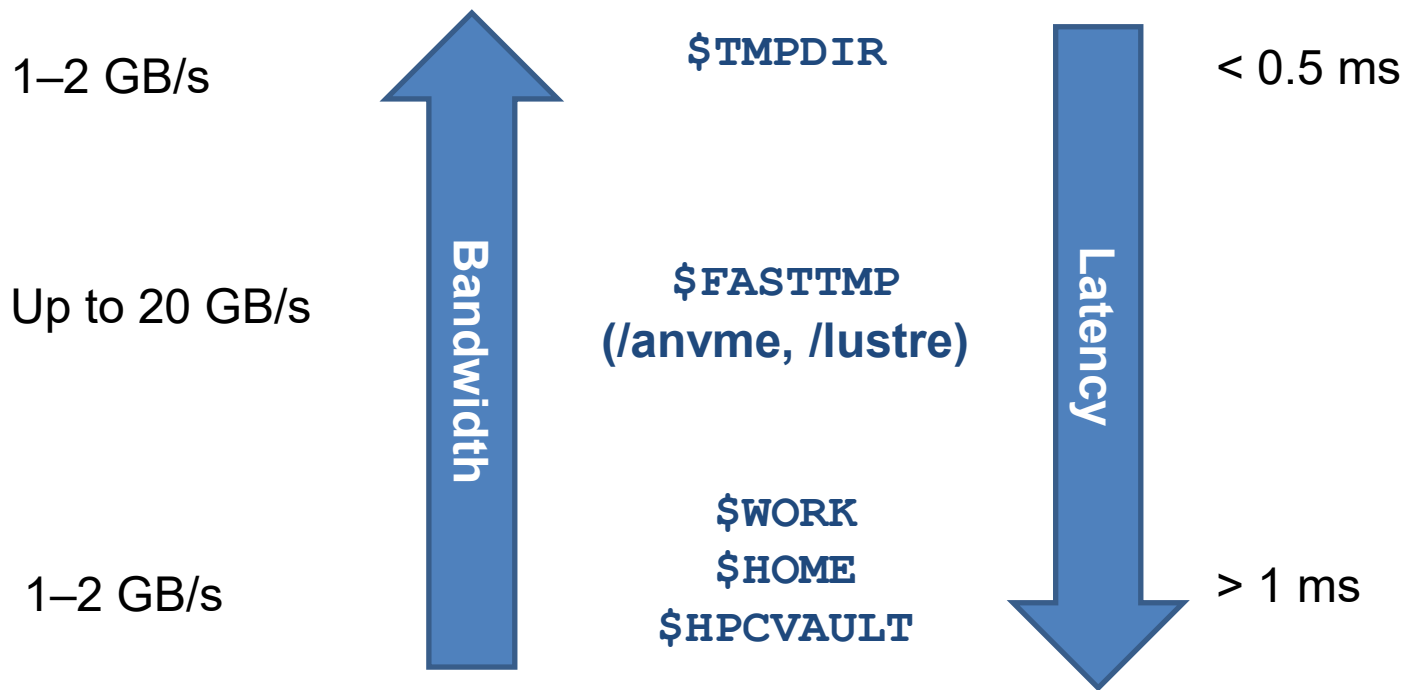 1–2 GB/s
$TMPDIR
< 0.5 ms
Up to 20 GB/s
Bandwidth
$FASTTMP
(/anvme, /lustre)
Latency
1–2 GB/s
$WORK
$HOME
$HPCVAULT
> 1 ms